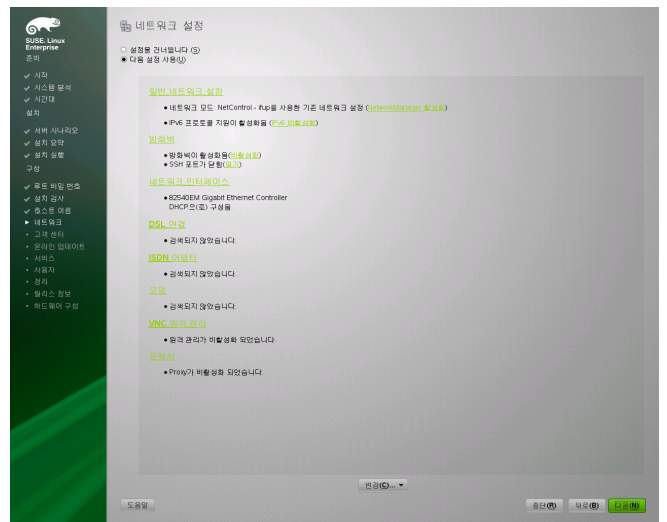 SUSE. Linux
Enterprise
준비
시작
시스템 분석
시간대
설치
서버 시나리오
설치 요약
설치 실행
구성
루트 비밀 번호
설치 검사
호스트 이름
네트워크
고객 센터
온라인 업데이트
서비스
사용자
정리
릴리스 정보
하드웨어 구성
네트워크 설정
설정을 건너뜁니다.(S)
다음 설정 사용(U)
일반 네트워크 설정
네트워크 모드: NetControl - ifup을 사용한 기존 네트워크 설정 (NetworkManager 활성화)
IPv6 프로토콜 지원이 활성화됨 (IPv6 비활성화)
방화벽
방화벽이 활성화됨(비활성화)
SSH 포트가 닫힘(열기)
네트워크 인터페이스
82540EM Gigabit Ethernet Controller
DHCP으(로) 구성됨
DSL 연결
검색되지 않았습니다.
ISDN 어댑터
검색되지 않았습니다.
모뎀
검색되지 않았습니다.
VNC 원격 관리
원격 관리가 비활성화 되었습니다.
프록시
Proxy가 비활성화 되었습니다.
변경(C)...
도움말
중단(R)
뒤로(B)
다음(N)